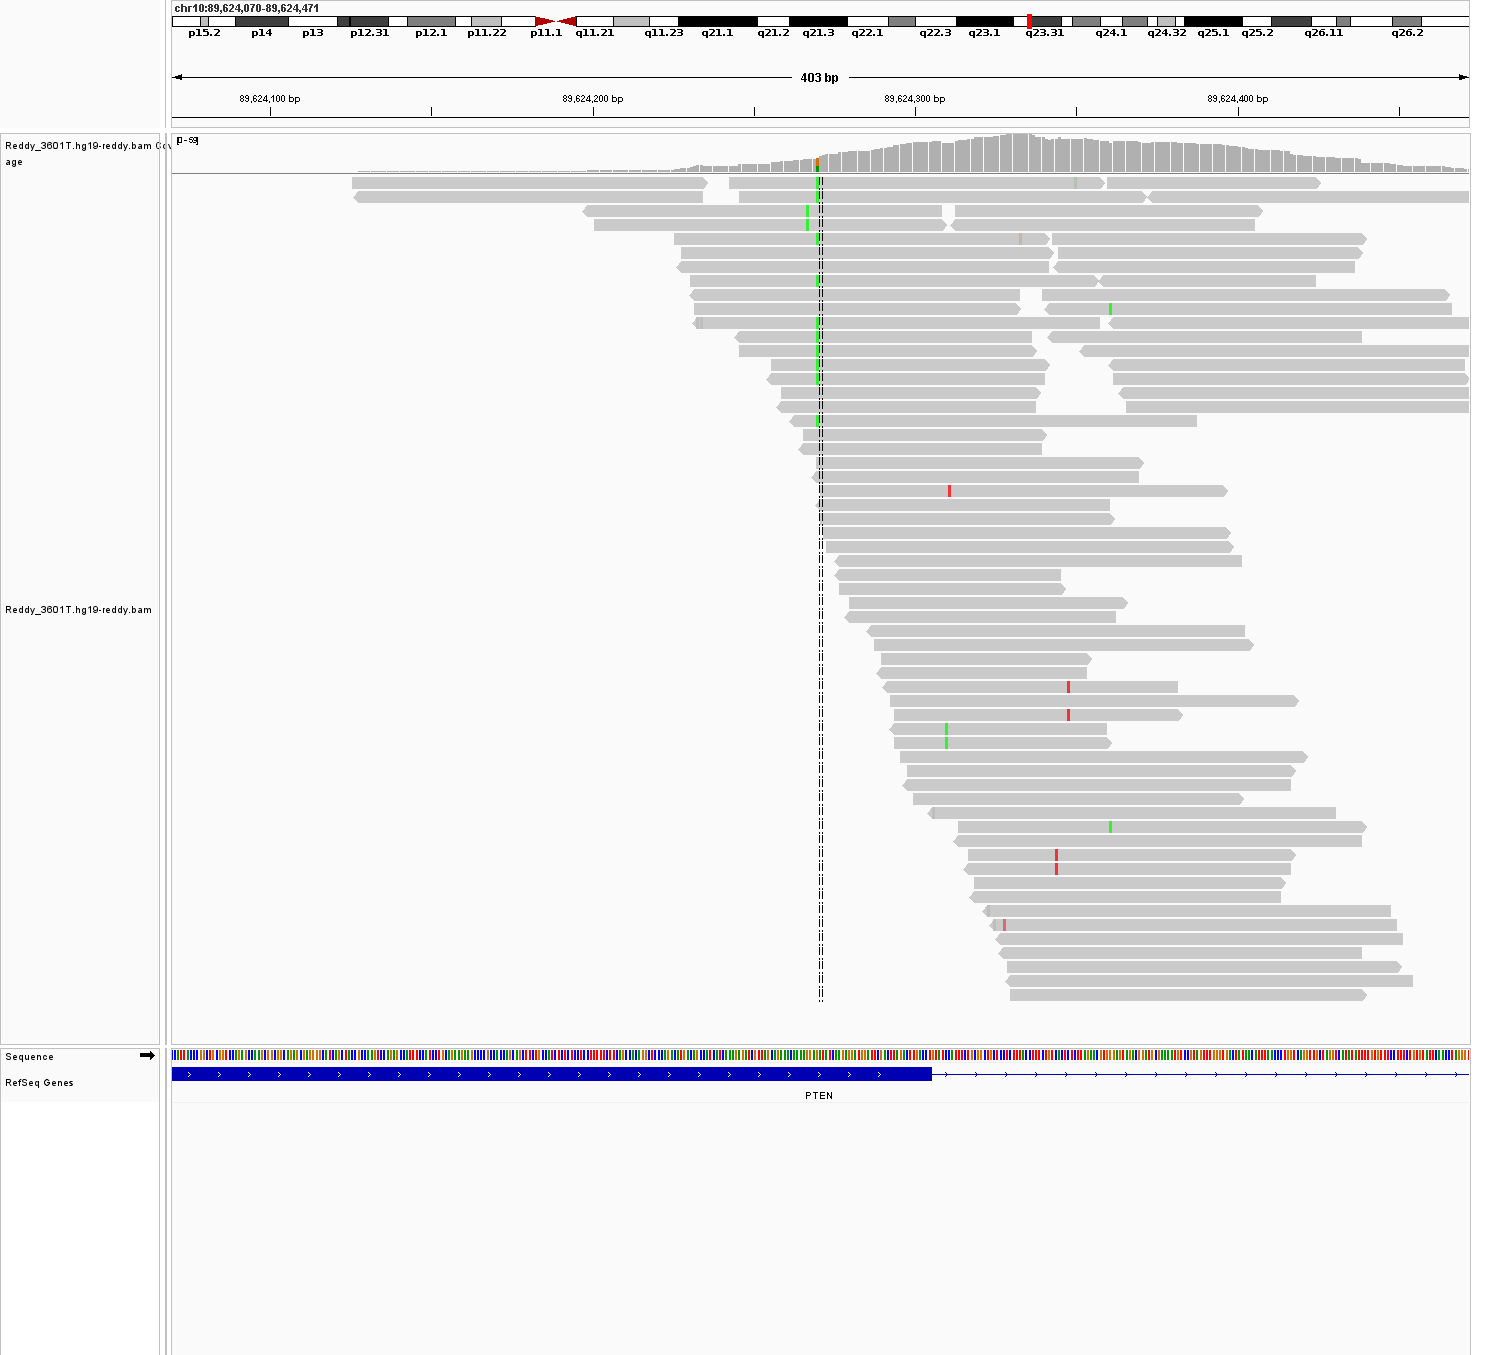 chr10:89,624,070-89,624,471
p15.2 p14 p13 p12.31 p12.1 p11.22 p11.1 q11.21 q11.23 q21.1 q21.2 q21.3 q22.1 q22.3 q23.1 q23.31 q24.1 q24.32 q25.1 q25.2 q26.11 q26.2
403 bp
89,624,100 bp 89,624,200 bp 89,624,300 bp 89,624,400 bp
Reddy_3601T.hg19-reddy.bam Cov
age
[0-59]
Reddy_3601T.hg19-reddy.bam
Sequence
RefSeq Genes
PTEN